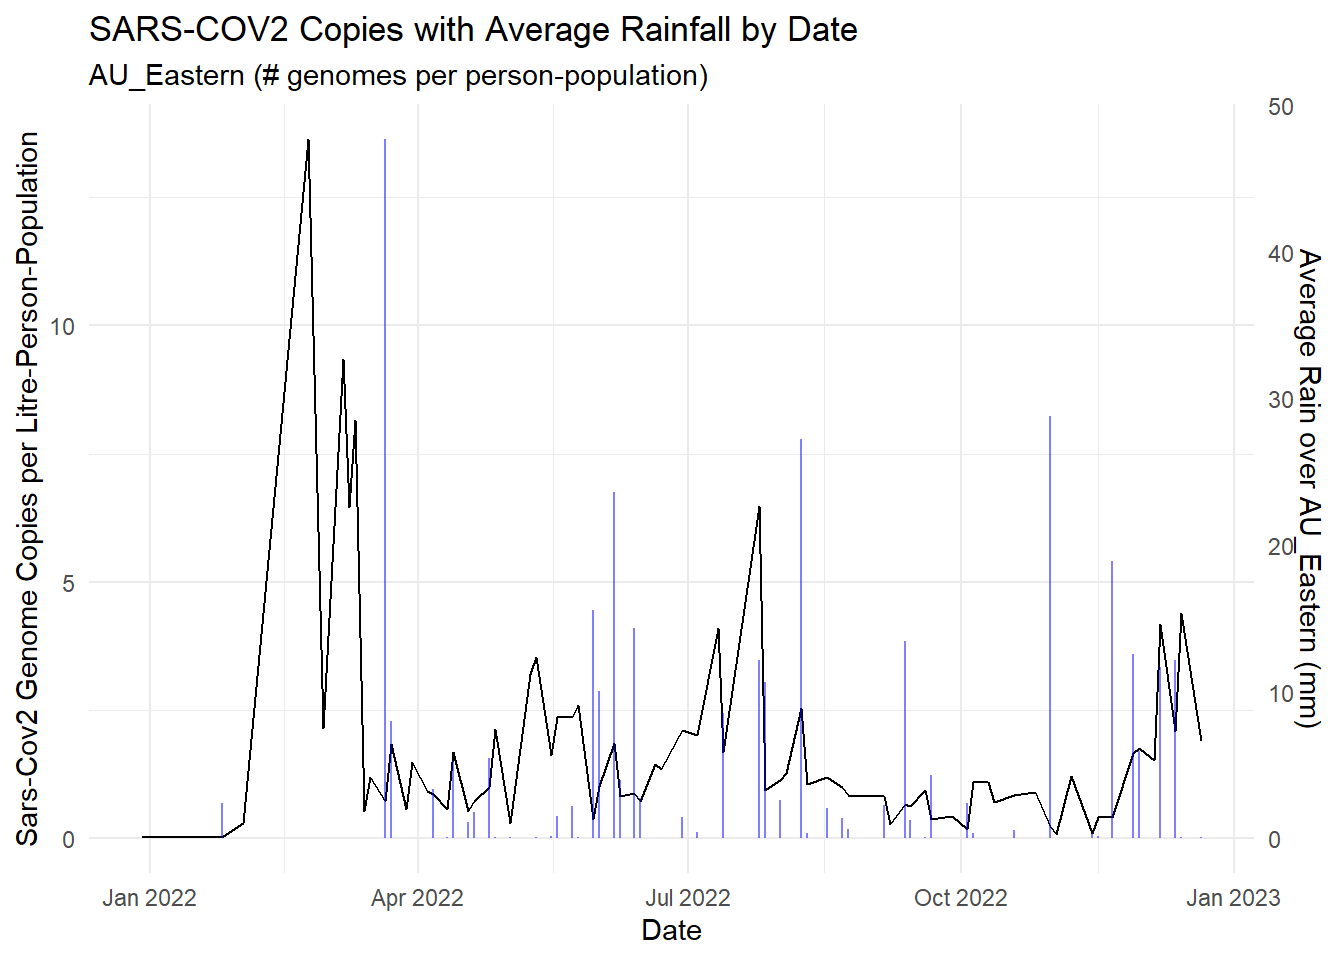 SARS-COV2 Copies with Average Rainfall by Date
AU_Eastern (# genomes per person-population)
Sars-Cov2 Genome Copies per Litre-Person-Population
10
5
0
50
40
30
20
10
0
Average Rain over AU_Eastern (mm)
Jan 2022
Apr 2022
Jul 2022
Oct 2022
Jan 2023
Date